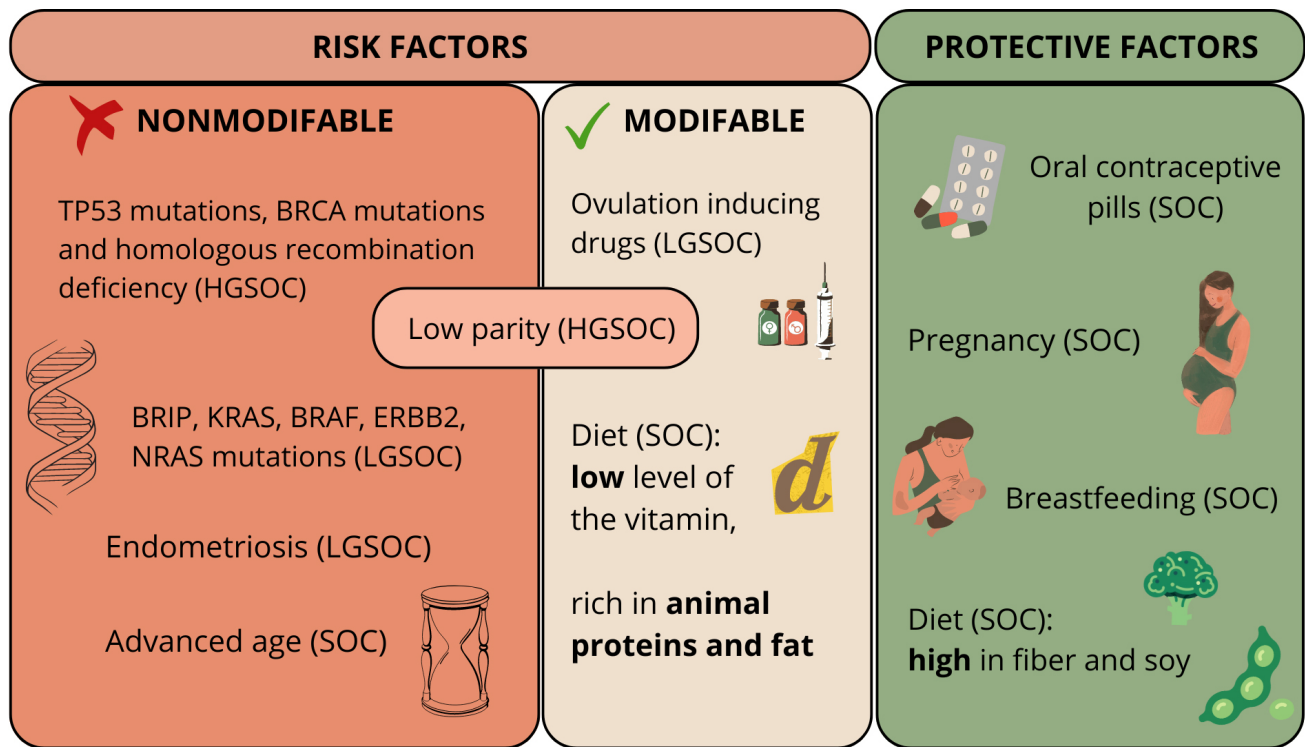 RISK FACTORS
NONMODIFABLE
TP53 mutations, BRCA mutations
and homologous recombination
deficiency (HGSOC)
Low parity (HGSOC)
BRIP, KRAS, BRAF, ERBB2,
NRAS mutations (LGSOC)
Endometriosis (LGSOC)
Advanced age (SOC)
MODIFABLE
Ovulation inducing
drugs (LGSOC)
Diet (SOC):
low level of
the vitamin,
d
rich in animal
proteins and fat
PROTECTIVE FACTORS
Oral contraceptive
pills (SOC)
Pregnancy (SOC)
Breastfeeding (SOC)
Diet (SOC):
high in fiber and soy